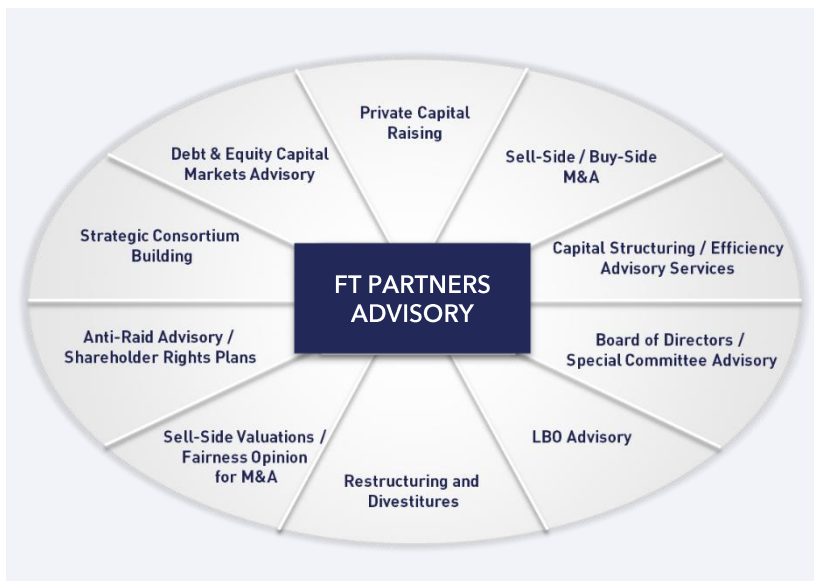 Private Capital
Raising
Debt & Equity Capital
Markets Advisory
Sell-Side / Buy-Side
M&A
Strategic Consortium
Building
Capital Structuring / Efficiency
Advisory Services
FT PARTNERS
ADVISORY
Anti-Raid Advisory /
Shareholder Rights Plans
Board of Directors /
Special Committee Advisory
Sell-Side Valuations /
Fairness Opinion
for M&A
LBO Advisory
Restructuring and
Divestitures